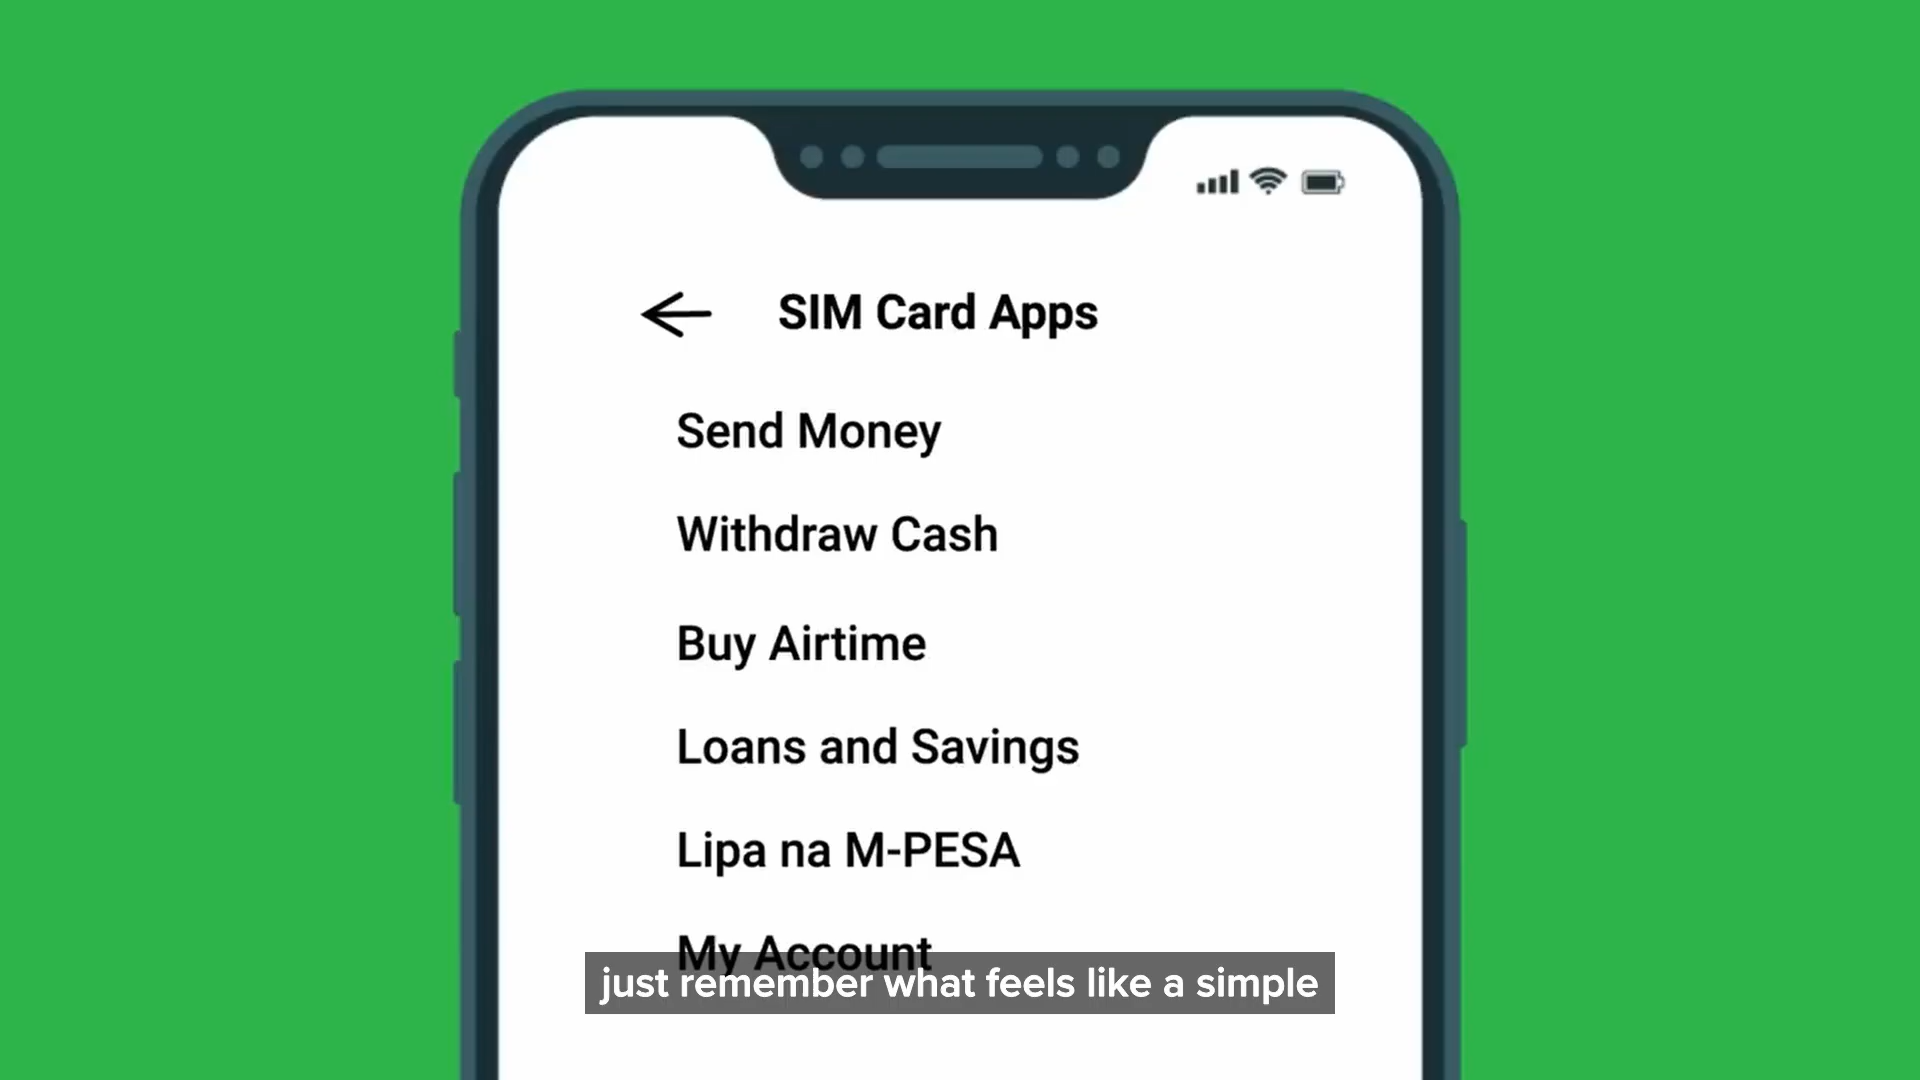 SIM Card Apps
Send Money
Withdraw Cash
Buy Airtime
Loans and Savings
Lipa na M-PESA
My Account
just remember what feels like a simple